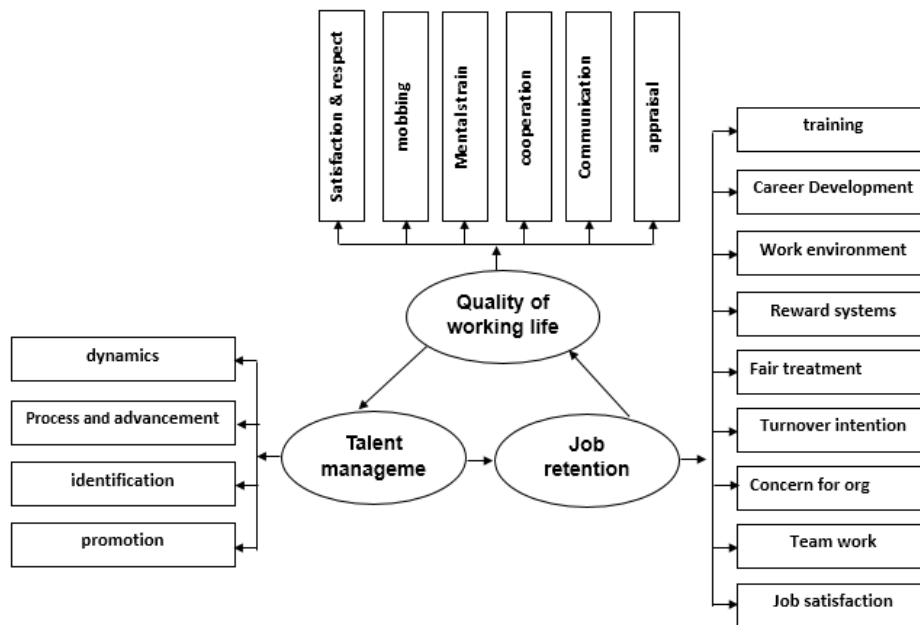 Satisfaction & respect
mobbing
Mental strain
cooperation
Communication
appraisal
training
Career Development
Work environment
Reward systems
Fair treatment
Turnover intention
Concern for org
Team work
Job satisfaction
Quality of
working life
dynamics
Process and advancement
identification
promotion
Talent
manageme
Job
retention